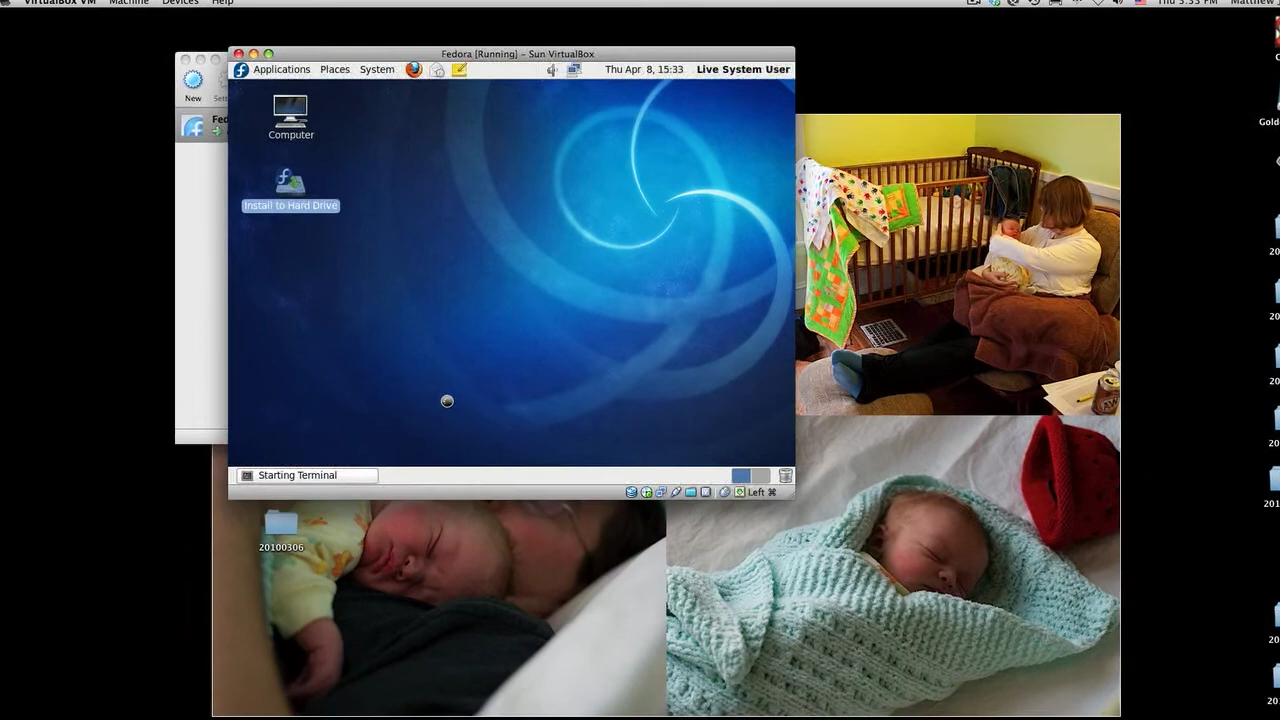 VirtualBox VM Machine Devices Help
Thu 3:33 PM Matthew
Fedora [Running] – Sun VirtualBox
Applications Places System
Thu Apr 8, 15:33 Live System User
New
Computer
Install to Hard Drive
Starting Terminal
Left ⌘
20100306